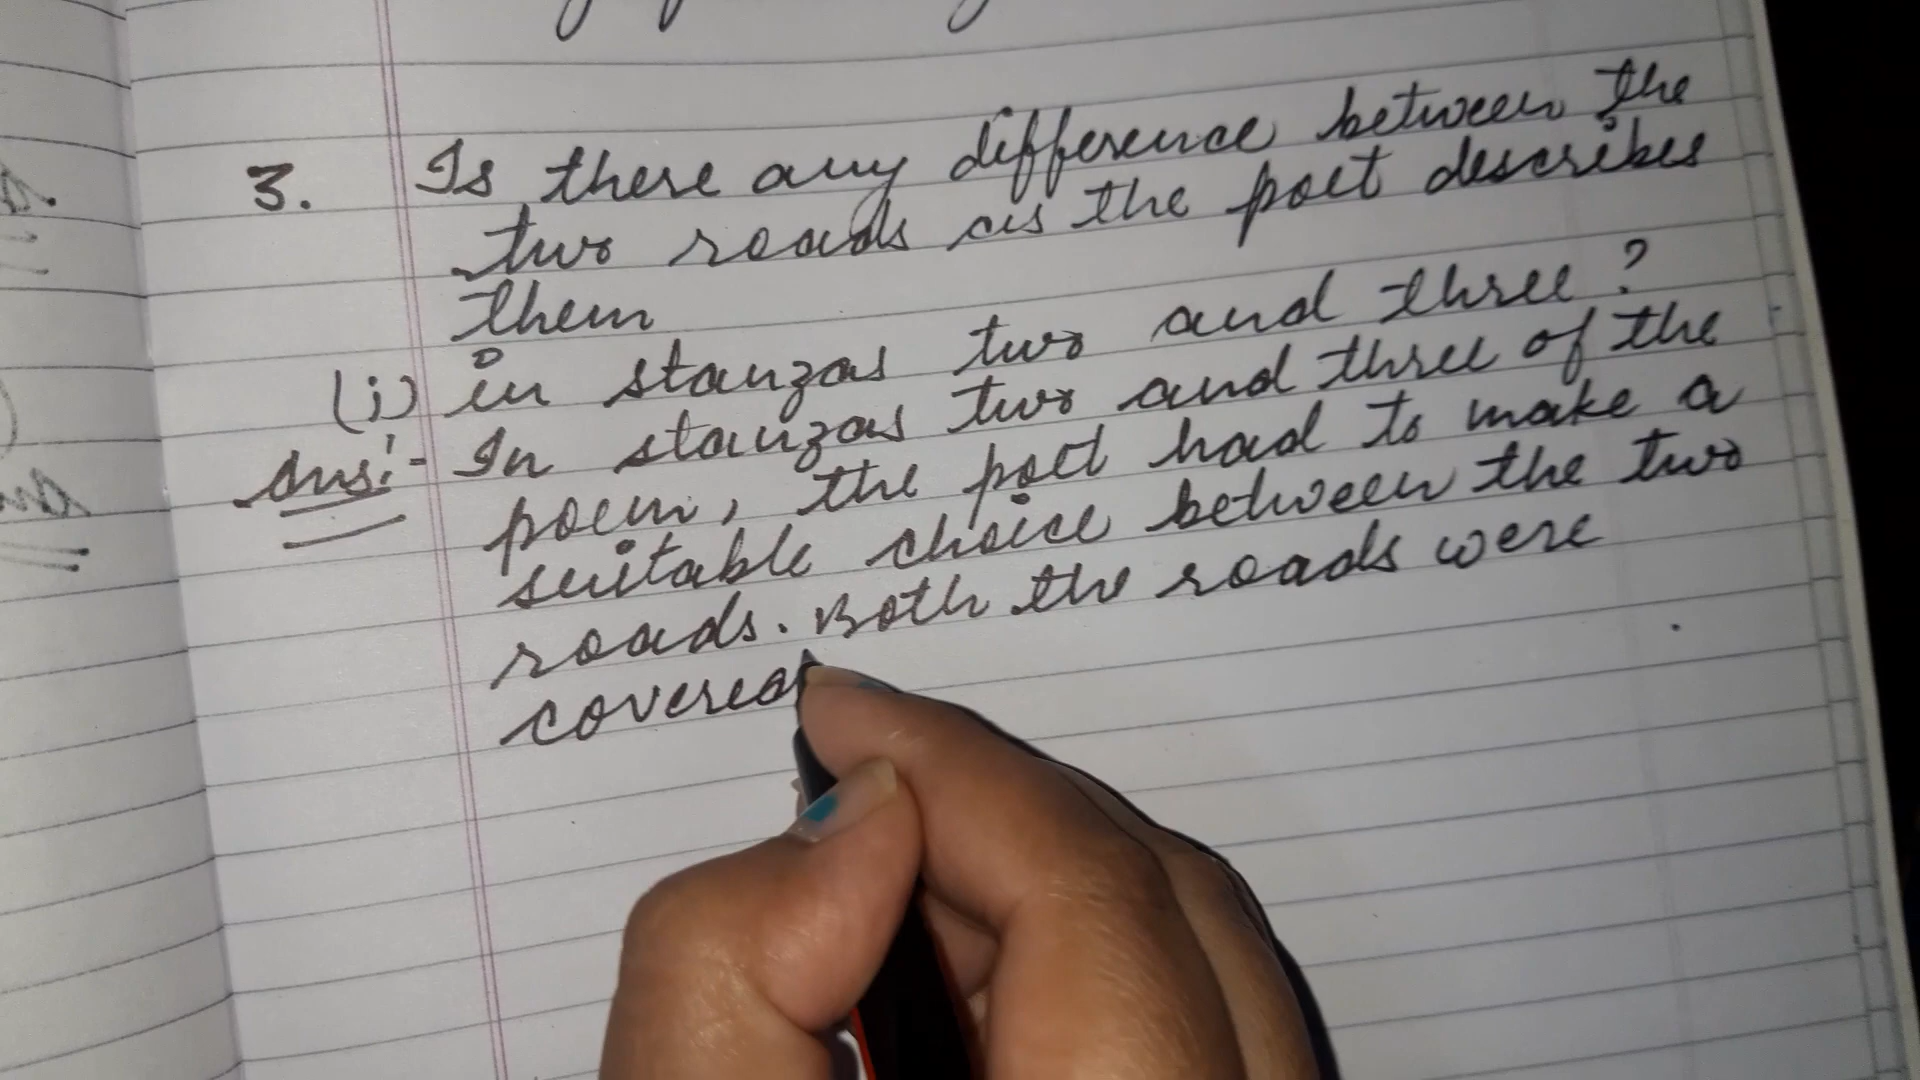 3. Is there any difference between the
two roads as the poet describes
them
(i) in stanzas two and three?
Ans:- In stanzas two and three of the
poem, the poet had to make a
suitable choice between the two
roads. Both the roads were
covered